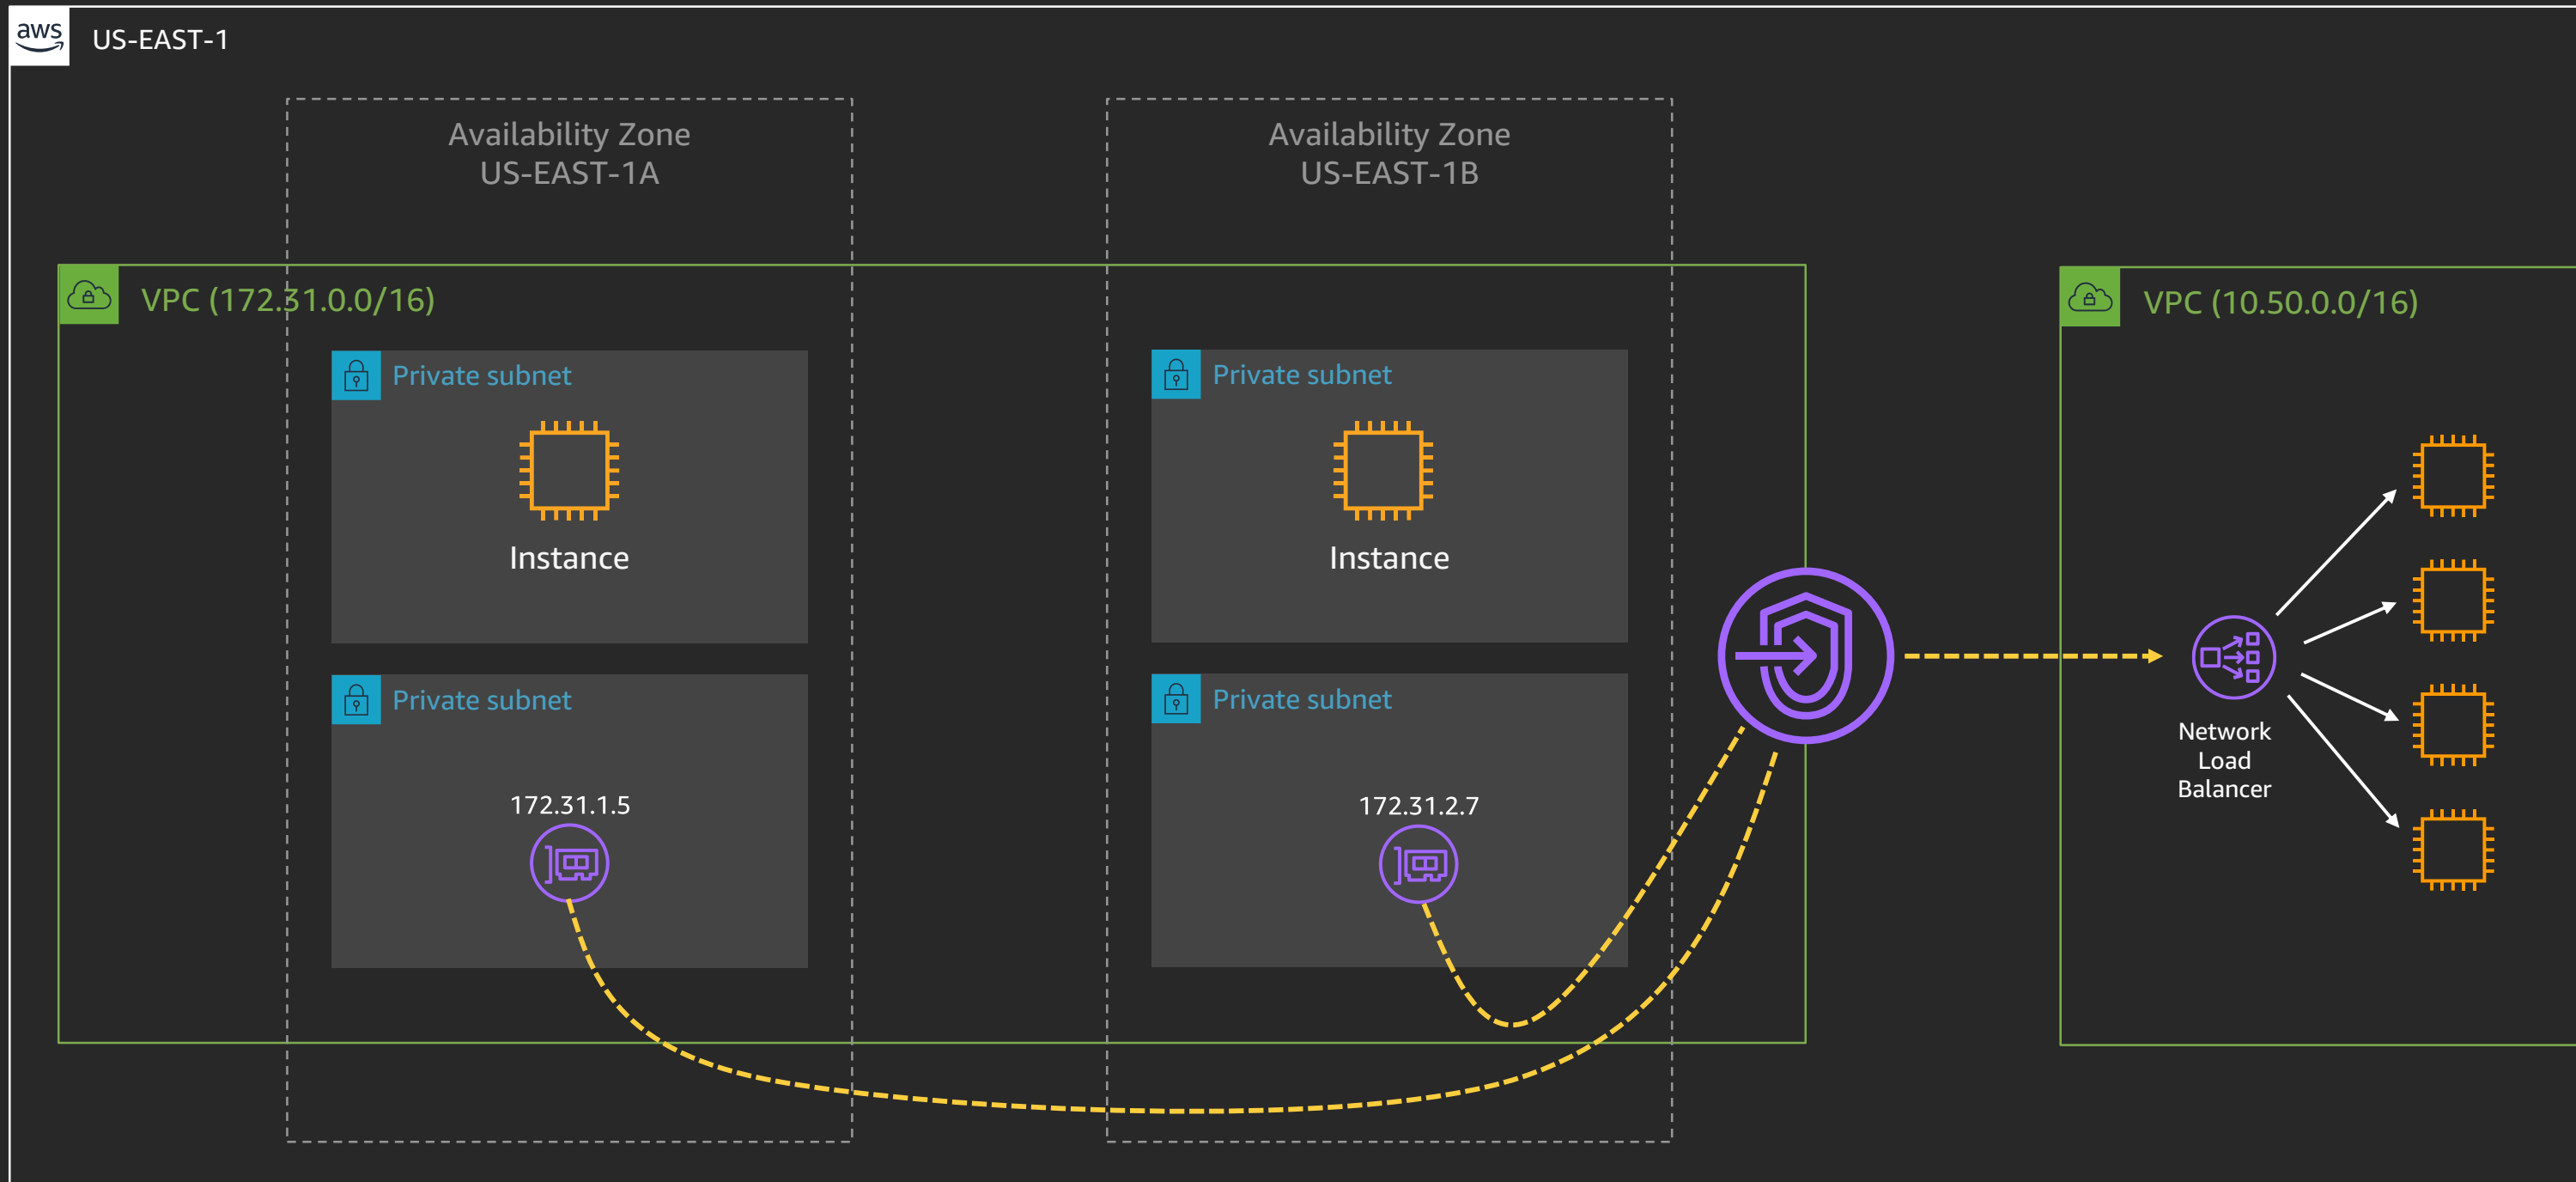 aws
US-EAST-1
Availability Zone
US-EAST-1A
Availability Zone
US-EAST-1B
VPC (172.31.0.0/16)
VPC (10.50.0.0/16)
Private subnet
Private subnet
Instance
Instance
Private subnet
Private subnet
172.31.1.5
172.31.2.7
Network
Load
Balancer